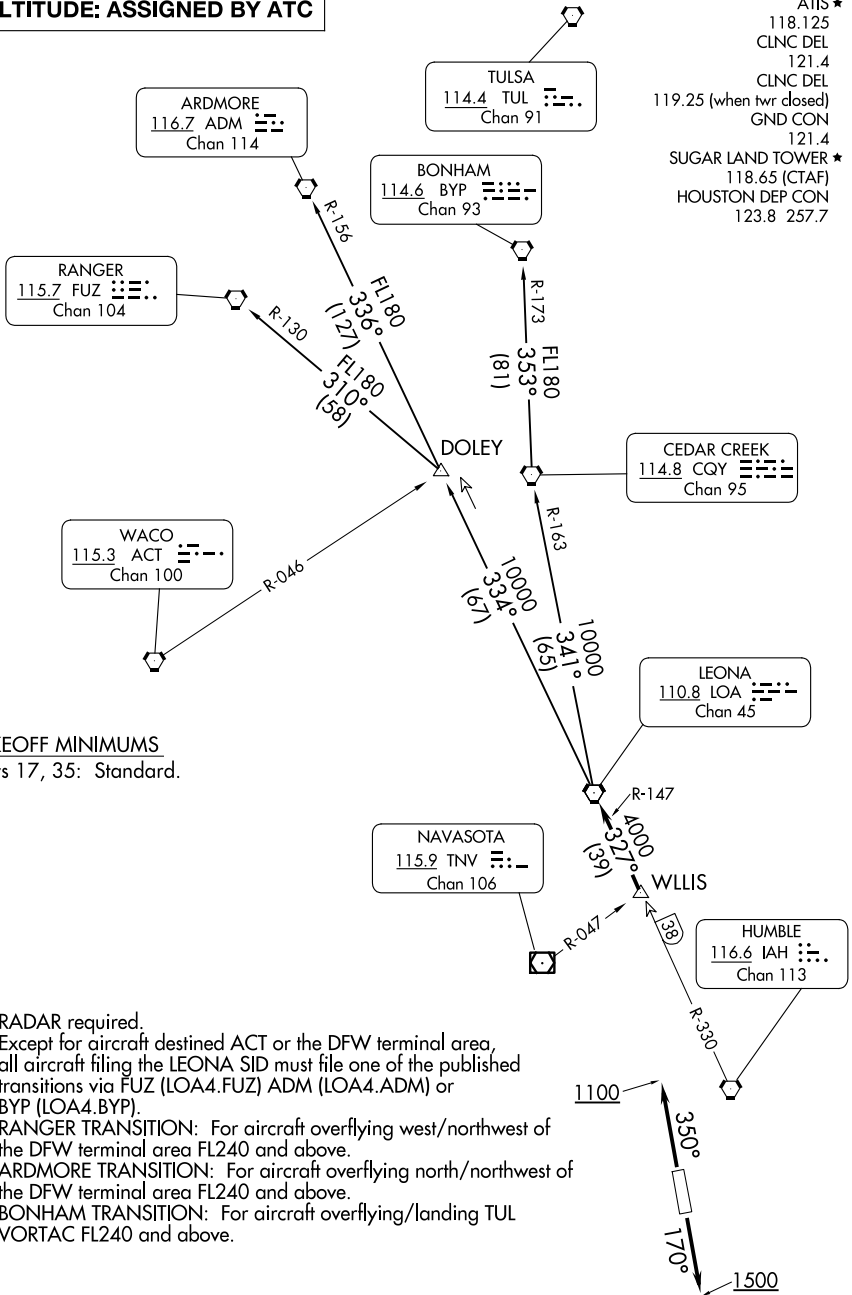 LTITUDE: ASSIGNED BY ATC
ATIS ★
118.125
CLNC DEL
121.4
CLNC DEL
119.25 (when twr closed)
GND CON
121.4
SUGAR LAND TOWER ★
118.65 (CTAF)
HOUSTON DEP CON
123.8 257.7
TULSA
114.4 TUL
Chan 91
ARDMORE
116.7 ADM
Chan 114
BONHAM
114.6 BYP
Chan 93
R-156
RANGER
115.7 FUZ
Chan 104
R-130
FL180
336°
(127)
FL180
310°
(58)
R-173
FL180
353°
(81)
DOLEY
CEDAR CREEK
114.8 CQY
Chan 95
WACO
115.3 ACT
Chan 100
R-046
R-163
10000
334°
(67)
10000
341°
(65)
LEONA
110.8 LOA
Chan 45
KEOFF MINIMUMS
s 17, 35: Standard.
R-147
4000
327°
(39)
NAVASOTA
115.9 TNV
Chan 106
WLLIS
R-047
38
HUMBLE
116.6 IAH
Chan 113
R-330
RADAR required.
Except for aircraft destined ACT or the DFW terminal area,
all aircraft filing the LEONA SID must file one of the published
transitions via FUZ (LOA4.FUZ) ADM (LOA4.ADM) or
BYP (LOA4.BYP).
RANGER TRANSITION: For aircraft overflying west/northwest of
the DFW terminal area FL240 and above.
ARDMORE TRANSITION: For aircraft overflying north/northwest of
the DFW terminal area FL240 and above.
BONHAM TRANSITION: For aircraft overflying/landing TUL
VORTAC FL240 and above.
1100
350°
170°
1500